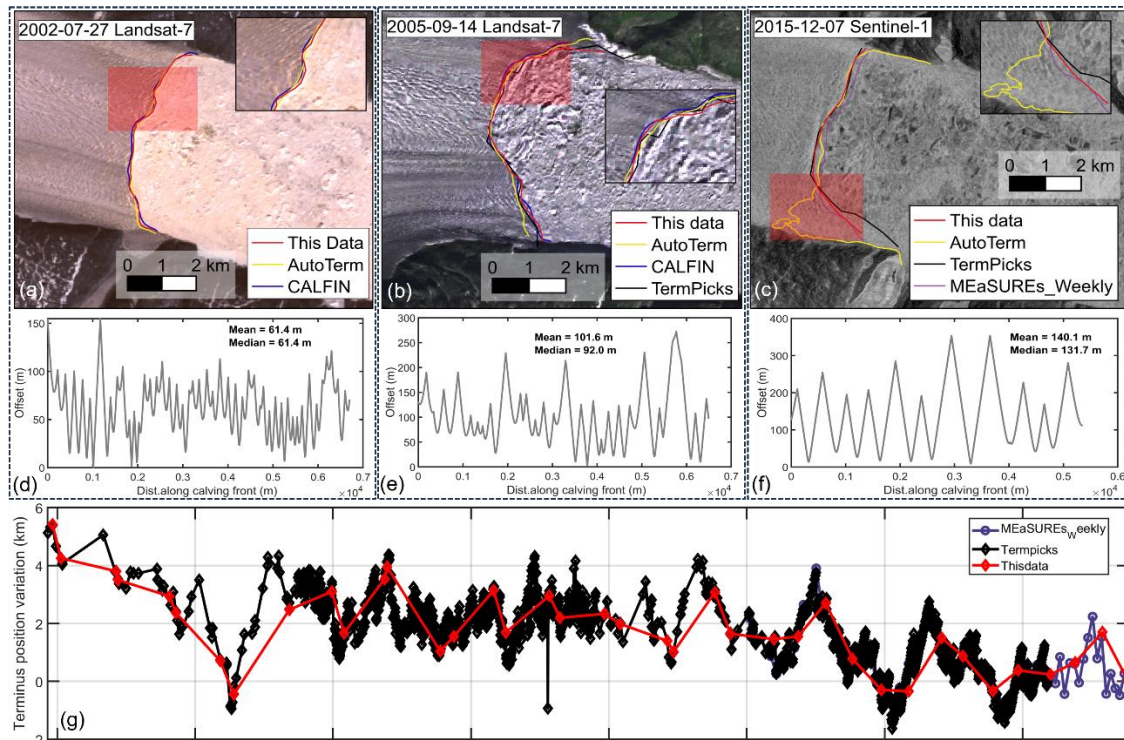 2002-07-27 Landsat-7
This Data
AutoTerm
CALFIN
0 1 2 km
(a)
2005-09-14 Landsat-7
This data
AutoTerm
CALFIN
TermPicks
0 1 2 km
(b)
2015-12-07 Sentinel-1
0 1 2
km
This data
AutoTerm
TermPicks
MEaSUREs_Weekly
(c)
150
100
50
0
Offset (m)
Mean = 61.4 m
Median = 61.4 m
(d)
0 0.1 0.2 0.3 0.4 0.5 0.6 0.7
Dist.along calving front (m)
×10⁴
300
250
200
150
100
50
0
Offset (m)
Mean = 101.6 m
Median = 92.0 m
(e)
0 0.1 0.2 0.3 0.4 0.5 0.6 0.7
Dist.along calving front (m)
×10⁴
400
300
200
100
0
Offset (m)
Mean = 140.1 m
Median = 131.7 m
(f)
0 0.1 0.2 0.3 0.4 0.5 0.6
Dist.along calving front (m)
×10⁴
6
4
2
0
Terminus position variation (km)
MEaSUREs_Weekly
Termpicks
Thisdata
(g)